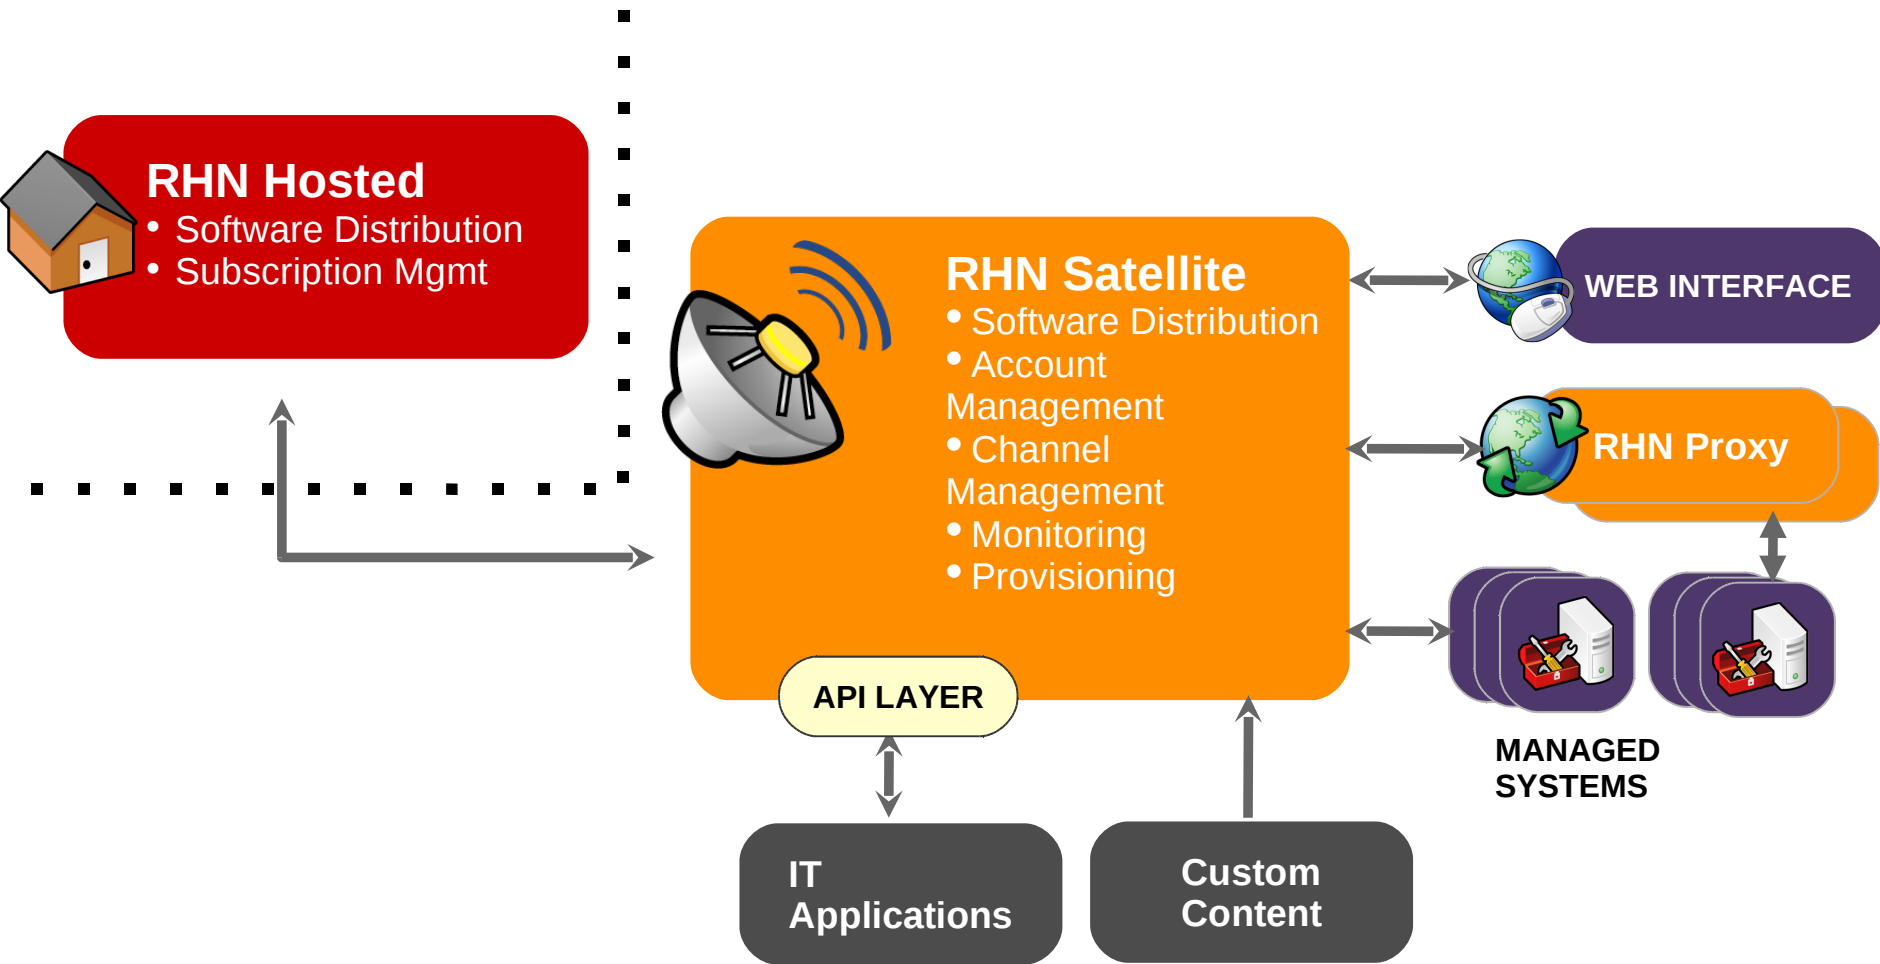 RHN Hosted
• Software Distribution
• Subscription Mgmt
RHN Satellite
• Software Distribution
• Account
Management
• Channel
Management
• Monitoring
• Provisioning
API LAYER
WEB INTERFACE
RHN Proxy
MANAGED
SYSTEMS
IT
Applications
Custom
Content